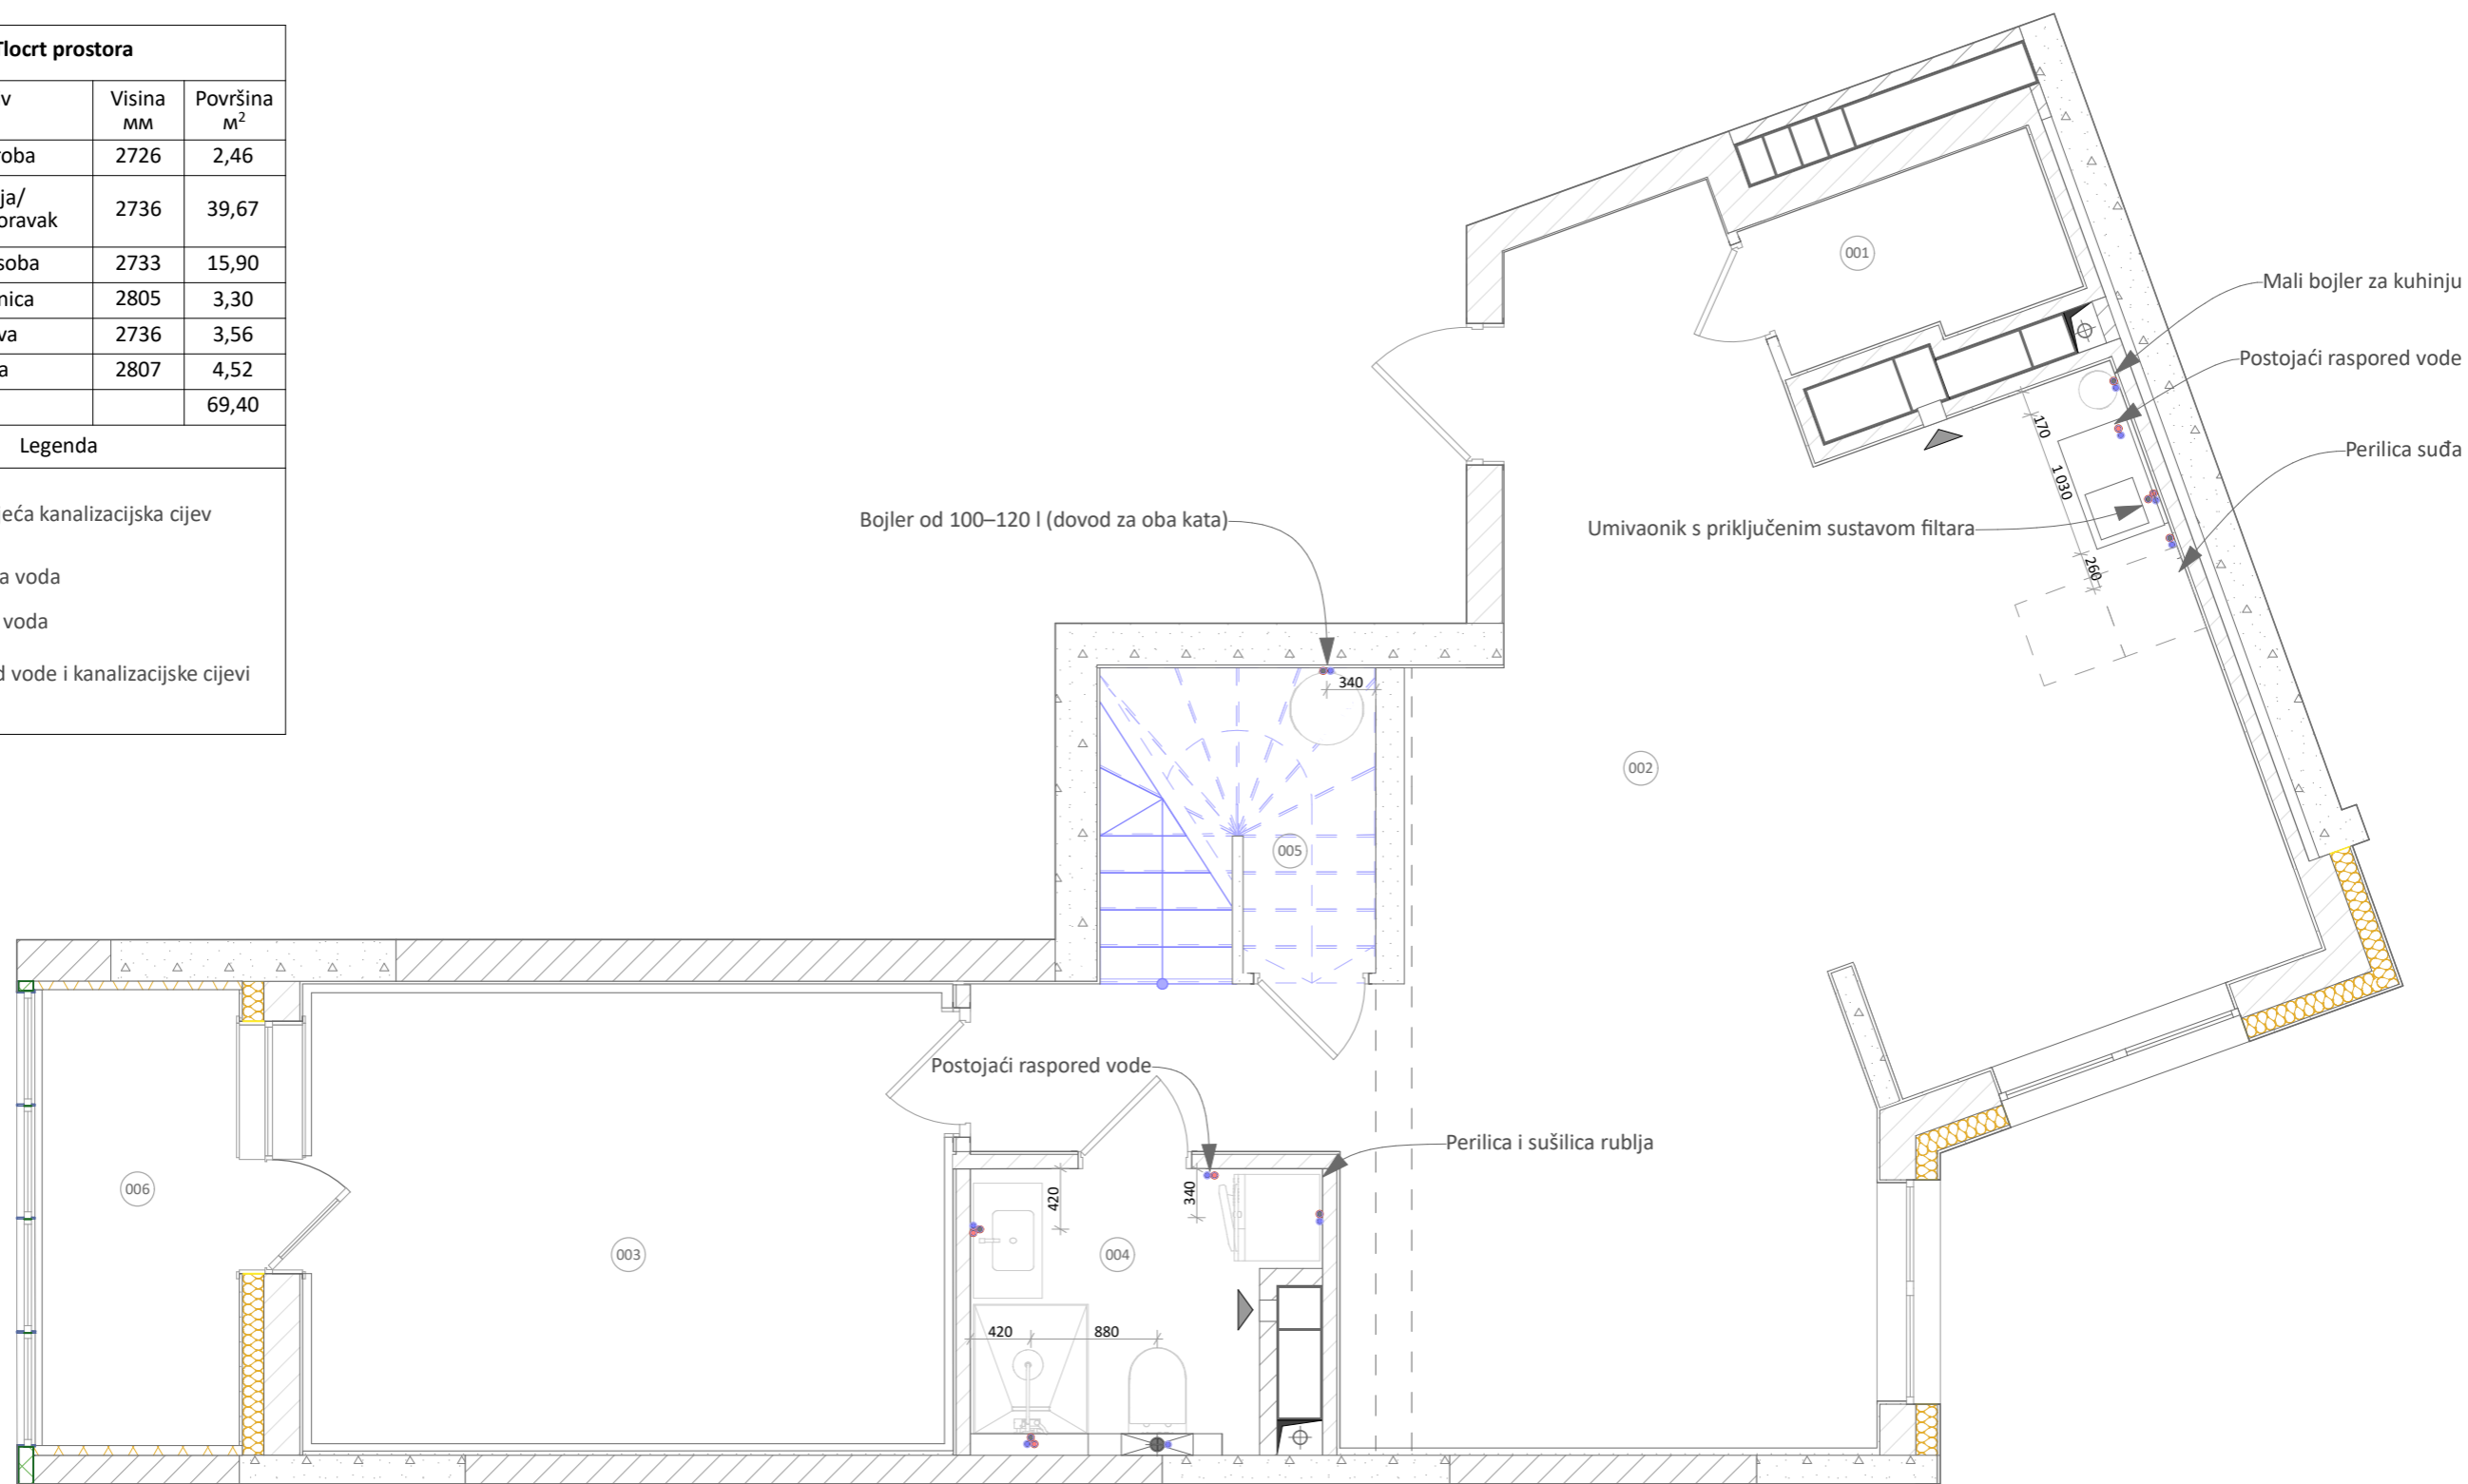 Tlocrt prostora
v Visina Površina
мм м²
roba 2726 2,46
ja/
oravak 2736 39,67
soba 2733 15,90
nica 2805 3,30
va 2736 3,56
a 2807 4,52
69,40
Legenda
jeća kanalizacijska cijev
a voda
voda
d vode i kanalizacijske cijevi
001
Mali bojler za kuhinju
Postojaći raspored vode
170
Perilica suđa
1 030
Bojler od 100–120 l (dovod za oba kata)
Umivaonik s priključenim sustavom filtara
260
340
002
005
Postojaći raspored vode
Perilica i sušilica rublja
006
420
340
003
004
420
880